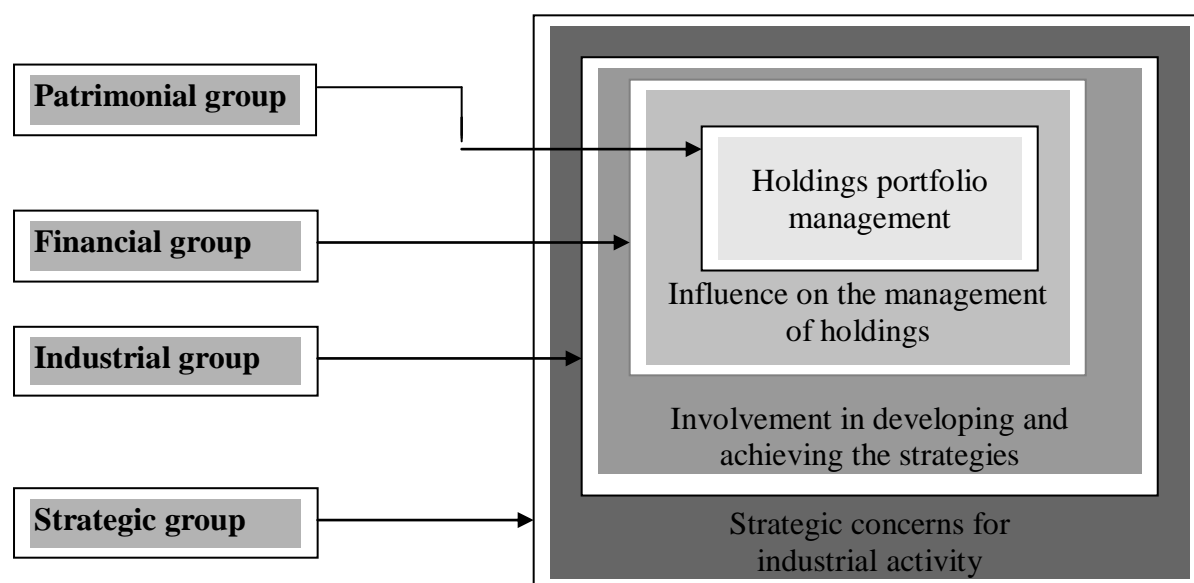 Patrimonial group
Financial group
Industrial group
Strategic group
Holdings portfolio
management
Influence on the management
of holdings
Involvement in developing and
achieving the strategies
Strategic concerns for
industrial activity